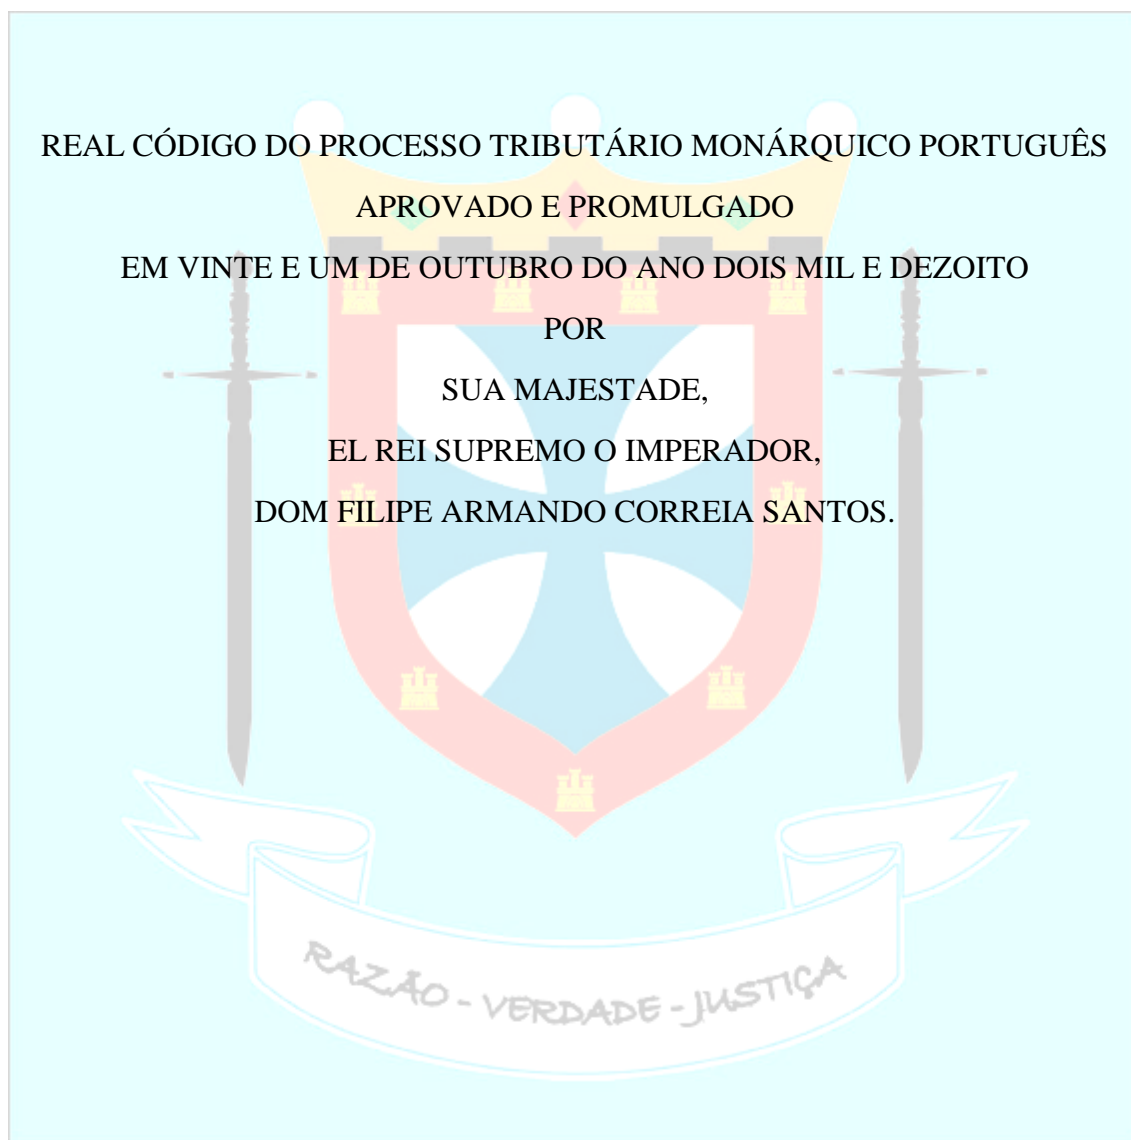 REAL CÓDIGO DO PROCESSO TRIBUTÁRIO MONÁRQUICO PORTUGUÊS
APROVADO E PROMULGADO
EM VINTE E UM DE OUTUBRO DO ANO DOIS MIL E DEZOITO
POR
SUA MAJESTADE,
EL REI SUPREMO O IMPERADOR,
DOM FILIPE ARMANDO CORREIA SANTOS.
RAZÃO - VERDADE - JUSTIÇA